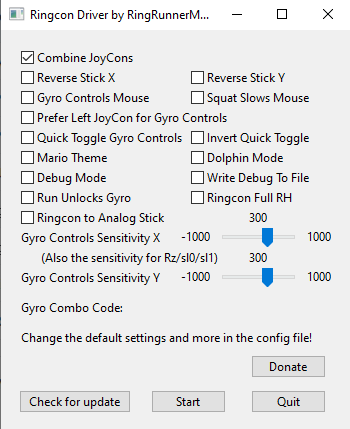 Ringcon Driver by RingRunnerM...
Combine JoyCons
Reverse Stick X Reverse Stick Y
Gyro Controls Mouse Squat Slows Mouse
Prefer Left JoyCon for Gyro Controls
Quick Toggle Gyro Controls Invert Quick Toggle
Mario Theme Dolphin Mode
Debug Mode Write Debug To File
Run Unlocks Gyro Ringcon Full RH
Ringcon to Analog Stick 300
Gyro Controls Sensitivity X -1000 1000
(Also the sensitivity for Rz/sl0/sl1) 300
Gyro Controls Sensitivity Y -1000 1000
Gyro Combo Code:
Change the default settings and more in the config file!
Donate
Check for update Start Quit